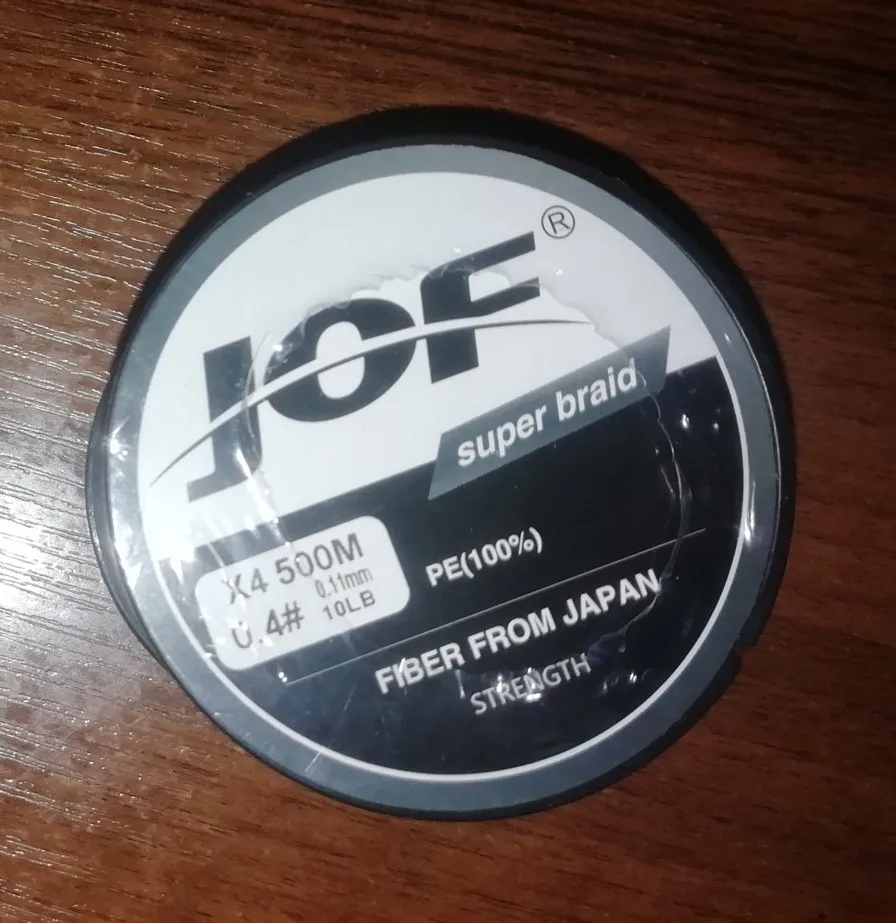 JOF®
super braid
X4 500M
0.11mm
0.4# 10LB
PE(100%)
FIBER FROM JAPAN
STRENGTH